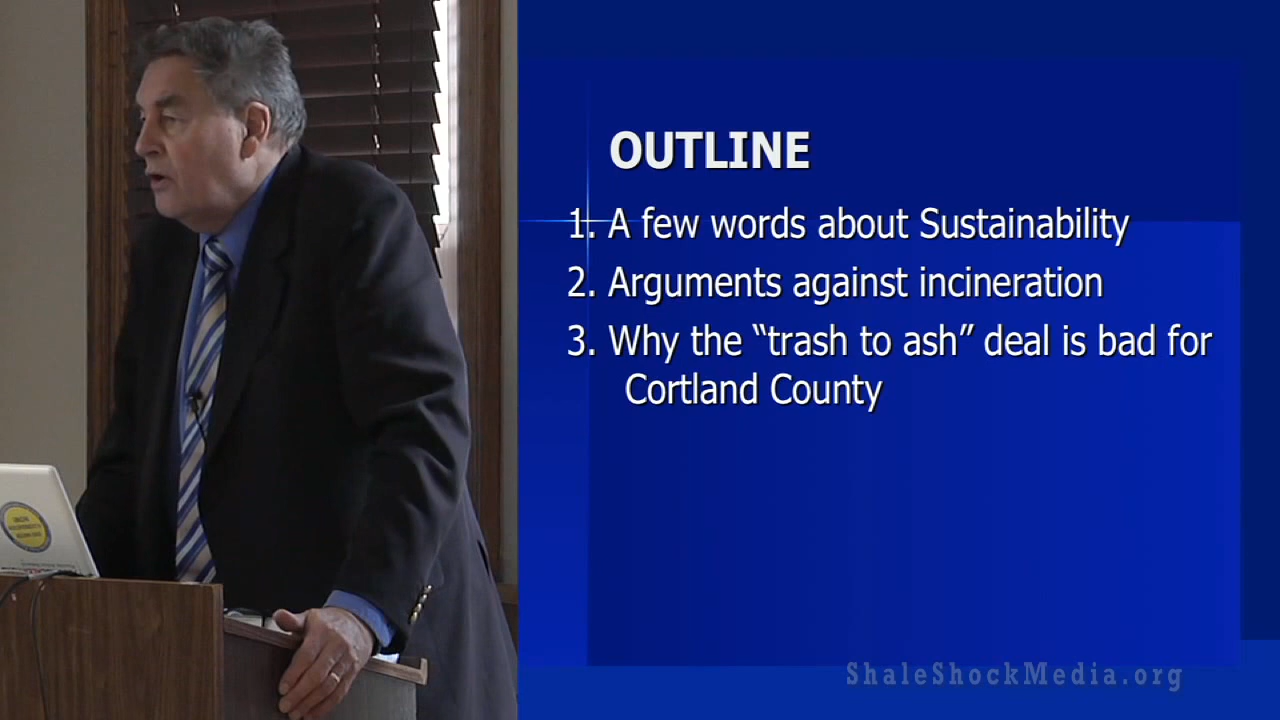 OUTLINE
1. A few words about Sustainability
2. Arguments against incineration
3. Why the “trash to ash” deal is bad for
Cortland County
ShaleShockMedia.org